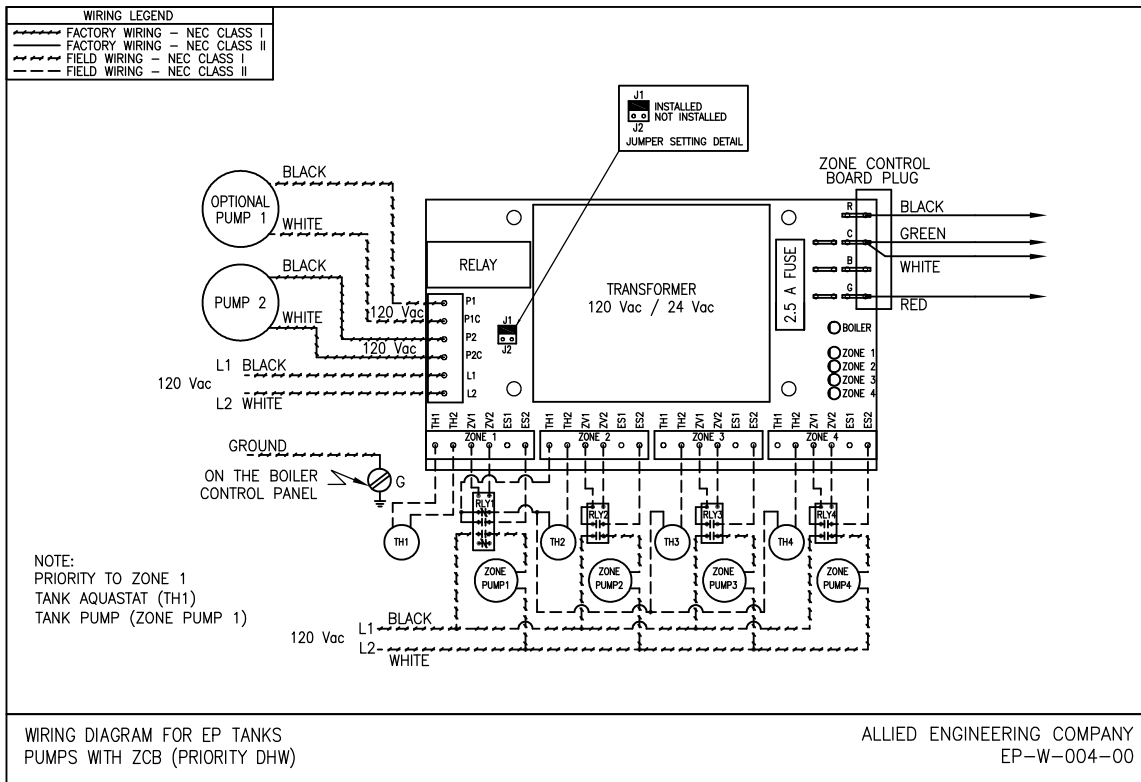 WIRING LEGEND
FACTORY WIRING – NEC CLASS I
FACTORY WIRING – NEC CLASS II
FIELD WIRING – NEC CLASS I
FIELD WIRING – NEC CLASS II
J1
INSTALLED
NOT INSTALLED
J2
JUMPER SETTING DETAIL
ZONE CONTROL
BOARD PLUG
OPTIONAL
PUMP 1
BLACK
WHITE
PUMP 2
BLACK
WHITE
120 Vac
120 Vac
L1 BLACK
120 Vac
L2 WHITE
RELAY
P1
P1C
P2
P2C
L1
L2
J1
J2
TRANSFORMER
120 Vac / 24 Vac
2.5 A FUSE
R
C
B
G
BLACK
GREEN
WHITE
RED
BOILER
ZONE 1
ZONE 2
ZONE 3
ZONE 4
TH1 TH2 ZV1 ZV2 ES1 ES2
ZONE 1
TH1 TH2 ZV1 ZV2 ES1 ES2
ZONE 2
TH1 TH2 ZV1 ZV2 ES1 ES2
ZONE 3
TH1 TH2 ZV1 ZV2 ES1 ES2
ZONE 4
GROUND
ON THE BOILER
CONTROL PANEL
G
RLY1
RLY2
RLY3
RLY4
TH1
TH2
TH3
TH4
ZONE
PUMP1
ZONE
PUMP2
ZONE
PUMP3
ZONE
PUMP4
NOTE:
PRIORITY TO ZONE 1
TANK AQUASTAT (TH1)
TANK PUMP (ZONE PUMP 1)
120 Vac
L1 BLACK
L2
WHITE
WIRING DIAGRAM FOR EP TANKS
PUMPS WITH ZCB (PRIORITY DHW)
ALLIED ENGINEERING COMPANY
EP–W–004–00